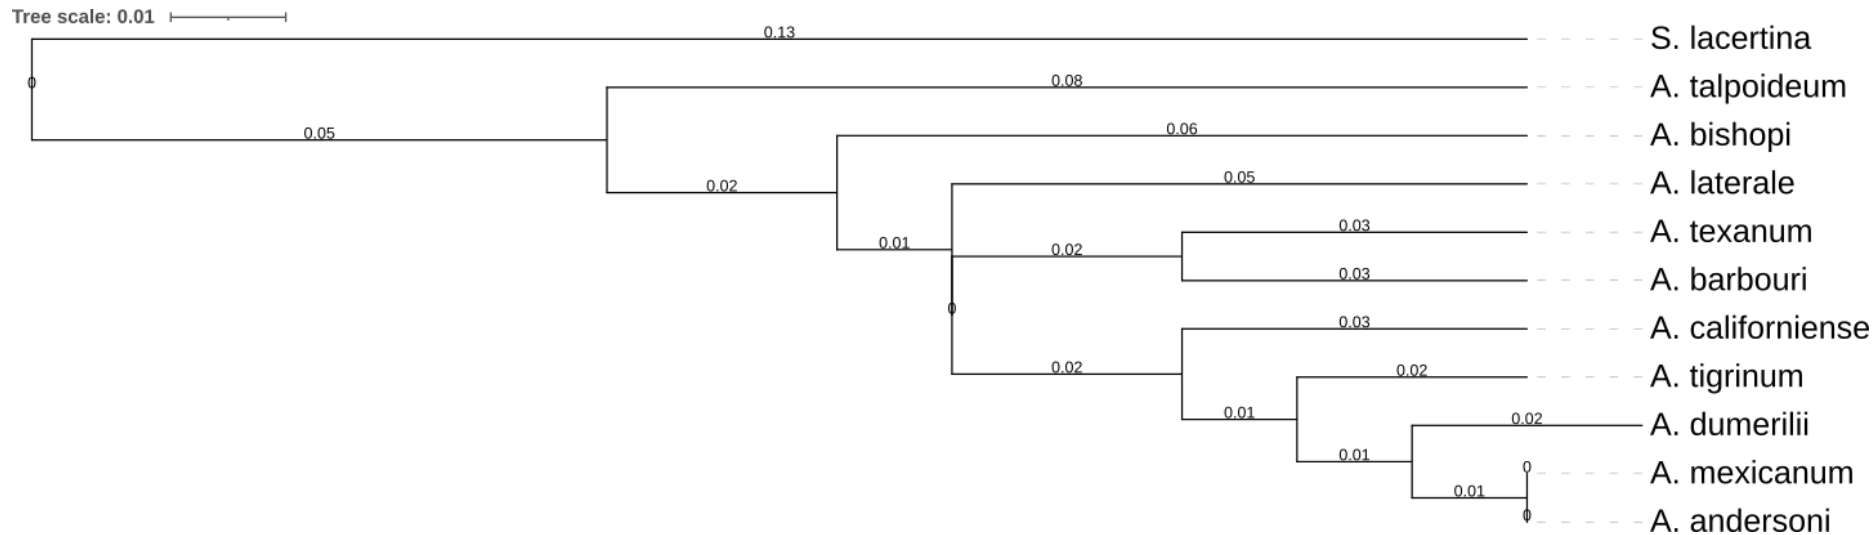 Tree scale: 0.01
0.13
S. lacertina
0
0.08
A. talpoideum
0.05
0.06
A. bishopi
0.02
0.05
A. laterale
0.03
A. texanum
0.01
0.02
0.03
A. barbouri
0
0.03
A. californiense
0.02
0.02
A. tigrinum
0.01
0.02
A. dumerilii
0.01
0
A. mexicanum
0.01
0
A. andersoni